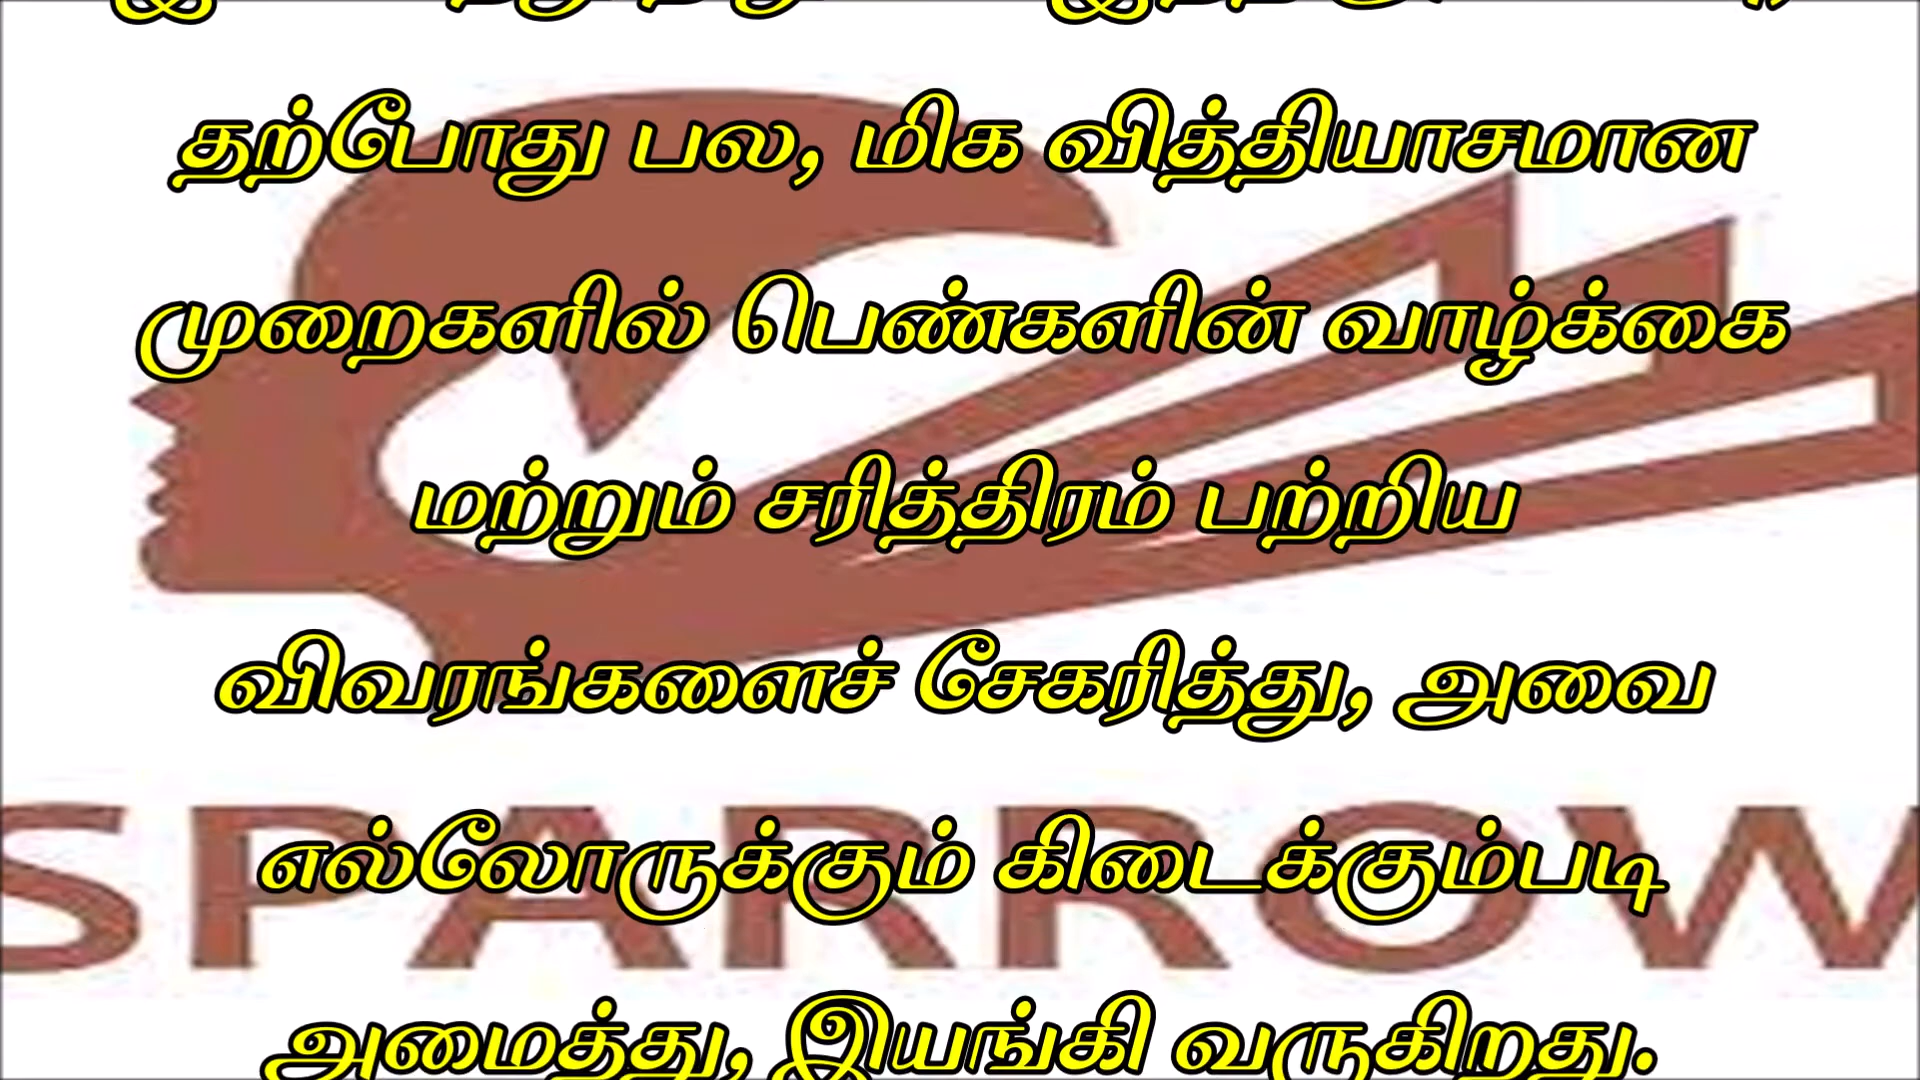 தற்போது பல, மிக வித்தியாசமான
முறைகளில் பெண்களின் வாழ்க்கை
மற்றும் சரித்திரம் பற்றிய
விவரங்களைச் சேகரித்து, அவை
SPARROW
எல்லோருக்கும் கிடைக்கும்படி
அமைத்து, இயங்கி வருகிறது.